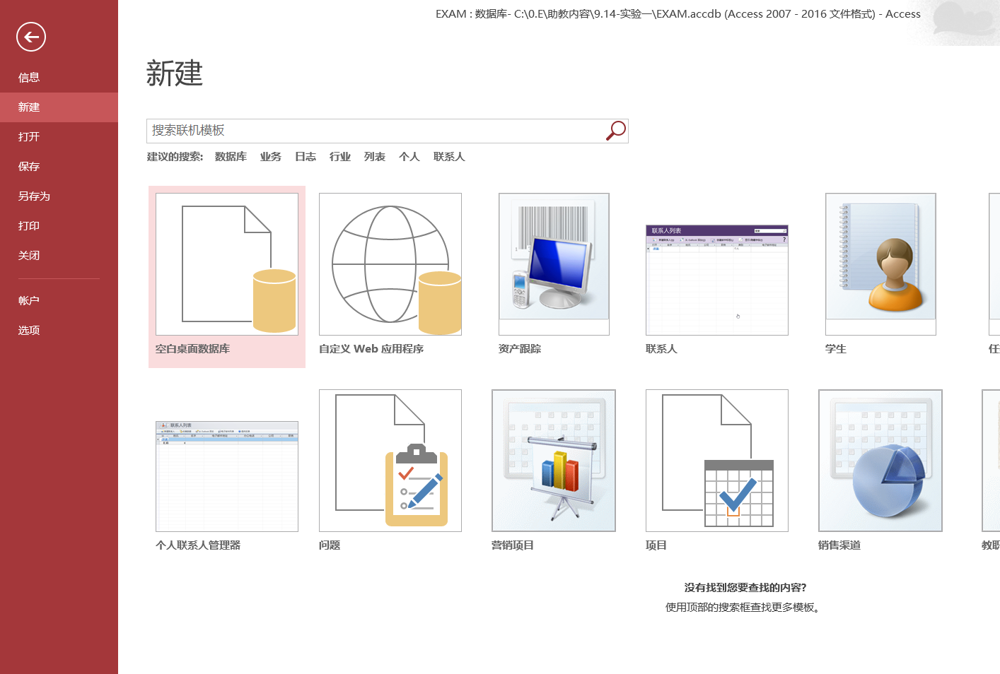 EXAM : 数据库- C:\0.E\助教内容\9.14-实验一\EXAM.accdb (Access 2007 - 2016 文件格式) - Access
信息
新建
打开
保存
另存为
打印
关闭
帐户
选项
新建
搜索联机模板
建议的搜索: 数据库 业务 日志 行业 列表 个人 联系人
联系人列表
空白桌面数据库 自定义 Web 应用程序 资产跟踪 联系人 学生
联系人列表
个人联系人管理器 问题 营销项目 项目 销售渠道 教职
没有找到您要查找的内容?
使用顶部的搜索框查找更多模板。